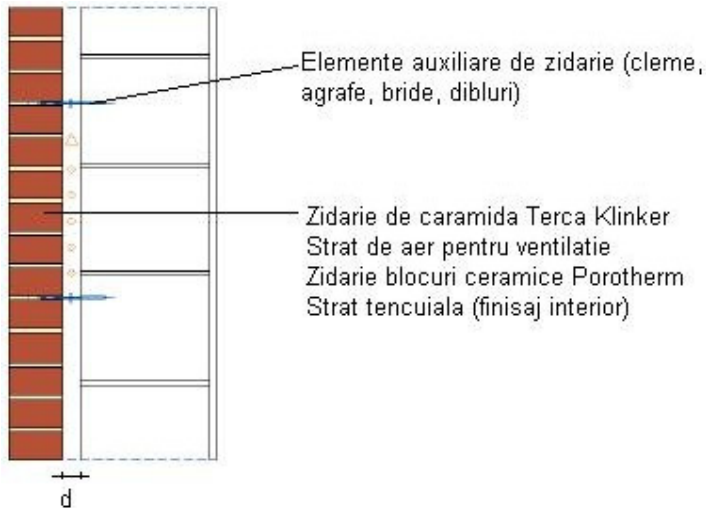 Elemente auxiliare de zidarie (cleme,
agrafe, bride, dibluri)
Zidarie de caramida Terca Klinker
Strat de aer pentru ventilatie
Zidarie blocuri ceramice Porotherm
Strat tencuiala (finisaj interior)
d